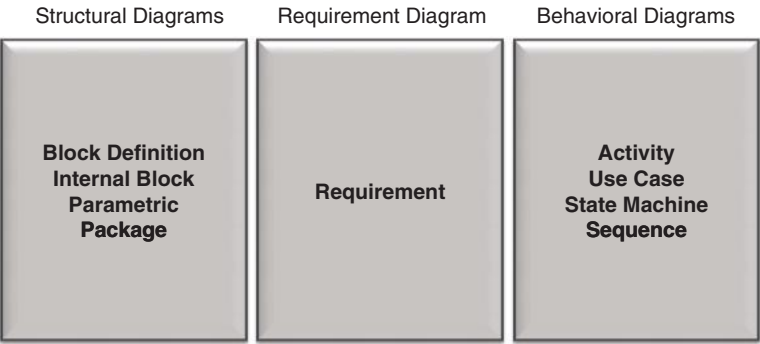 Structural Diagrams
Block Definition
Internal Block
Parametric
Package
Requirement Diagram
Requirement
Behavioral Diagrams
Activity
Use Case
State Machine
Sequence